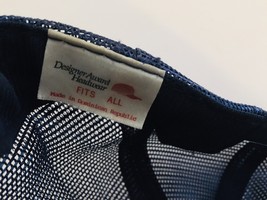 Designer Award
Headwear
FITS ALL
Made in Dominican Republic